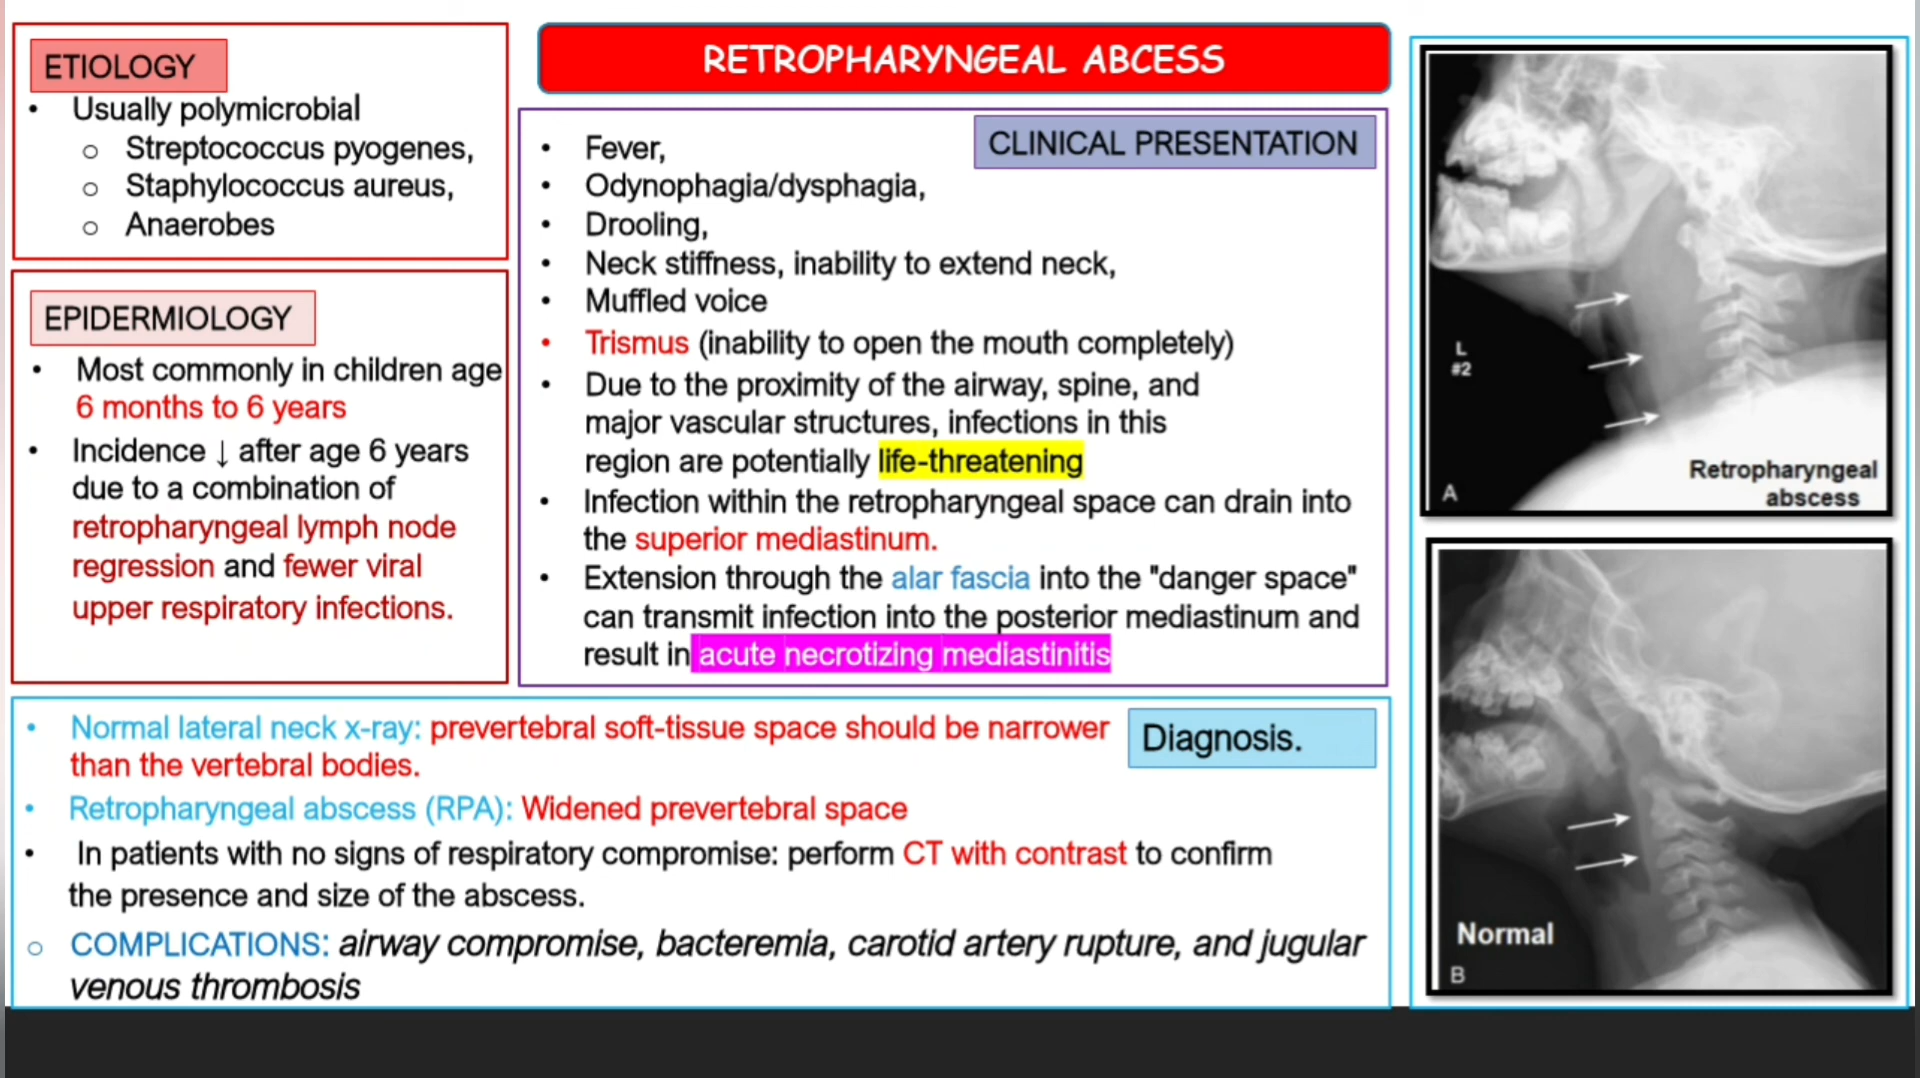 RETROPHARYNGEAL ABCESS
ETIOLOGY
• Usually polymicrobial
o Streptococcus pyogenes,
o Staphylococcus aureus,
o Anaerobes
EPIDERMIOLOGY
• Most commonly in children age
6 months to 6 years
• Incidence ↓ after age 6 years
due to a combination of
retropharyngeal lymph node
regression and fewer viral
upper respiratory infections.
CLINICAL PRESENTATION
• Fever,
• Odynophagia/dysphagia,
• Drooling,
• Neck stiffness, inability to extend neck,
• Muffled voice
• Trismus (inability to open the mouth completely)
• Due to the proximity of the airway, spine, and
major vascular structures, infections in this
region are potentially life-threatening
• Infection within the retropharyngeal space can drain into
the superior mediastinum.
• Extension through the alar fascia into the "danger space"
can transmit infection into the posterior mediastinum and
result in acute necrotizing mediastinitis
Diagnosis.
• Normal lateral neck x-ray: prevertebral soft-tissue space should be narrower
than the vertebral bodies.
• Retropharyngeal abscess (RPA): Widened prevertebral space
• In patients with no signs of respiratory compromise: perform CT with contrast to confirm
the presence and size of the abscess.
o COMPLICATIONS: airway compromise, bacteremia, carotid artery rupture, and jugular
venous thrombosis
L
#2
Retropharyngeal
abscess
A
Normal
B